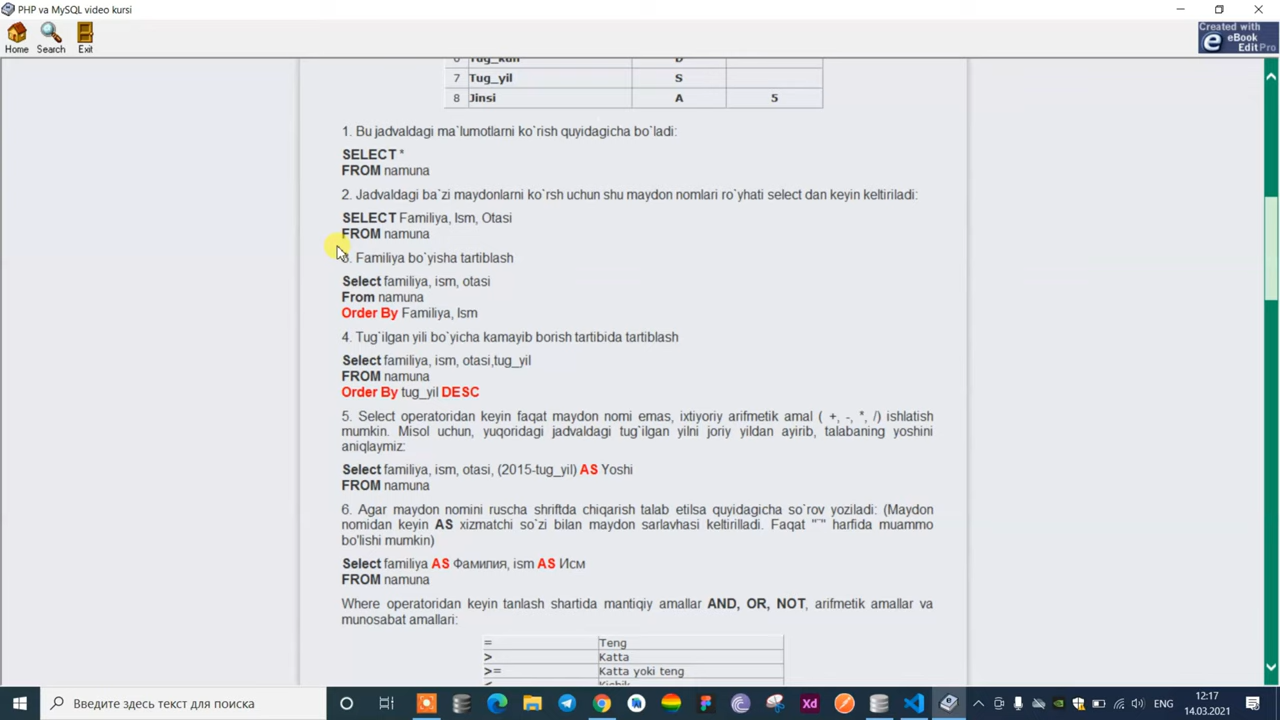 PHP va MySQL video kursi
Home Search Exit
Created with
eBook
EditPro
6 Tug_kun D
7 Tug_yil S
8 Jinsi A 5
1. Bu jadvaldagi ma`lumotlarni ko`rish quyidagicha bo`ladi:
SELECT *
FROM namuna
2. Jadvaldagi ba`zi maydonlarni ko`rsh uchun shu maydon nomlari ro`yhati select dan keyin keltiriladi:
SELECT Familiya, Ism, Otasi
FROM namuna
3. Familiya bo`yisha tartiblash
Select familiya, ism, otasi
From namuna
Order By Familiya, Ism
4. Tug`ilgan yili bo`yicha kamayib borish tartibida tartiblash
Select familiya, ism, otasi,tug_yil
FROM namuna
Order By tug_yil DESC
5. Select operatoridan keyin faqat maydon nomi emas, ixtiyoriy arifmetik amal ( +, -, *, /) ishlatish
mumkin. Misol uchun, yuqoridagi jadvaldagi tug`ilgan yilni joriy yildan ayirib, talabaning yoshini
aniqlaymiz:
Select familiya, ism, otasi, (2015-tug_yil) AS Yoshi
FROM namuna
6. Agar maydon nomini ruscha shriftda chiqarish talab etilsa quyidagicha so`rov yoziladi: (Maydon
nomidan keyin AS xizmatchi so`zi bilan maydon sarlavhasi keltirilladi. Faqat "¨" harfida muammo
bo'lishi mumkin)
Select familiya AS Фамилия, ism AS Исм
FROM namuna
Where operatoridan keyin tanlash shartida mantiqiy amallar AND, OR, NOT, arifmetik amallar va
munosabat amallari:
= Teng
> Katta
>= Katta yoki teng
< Kichik
Введите здесь текст для поиска
Xd
ENG
12:17
14.03.2021